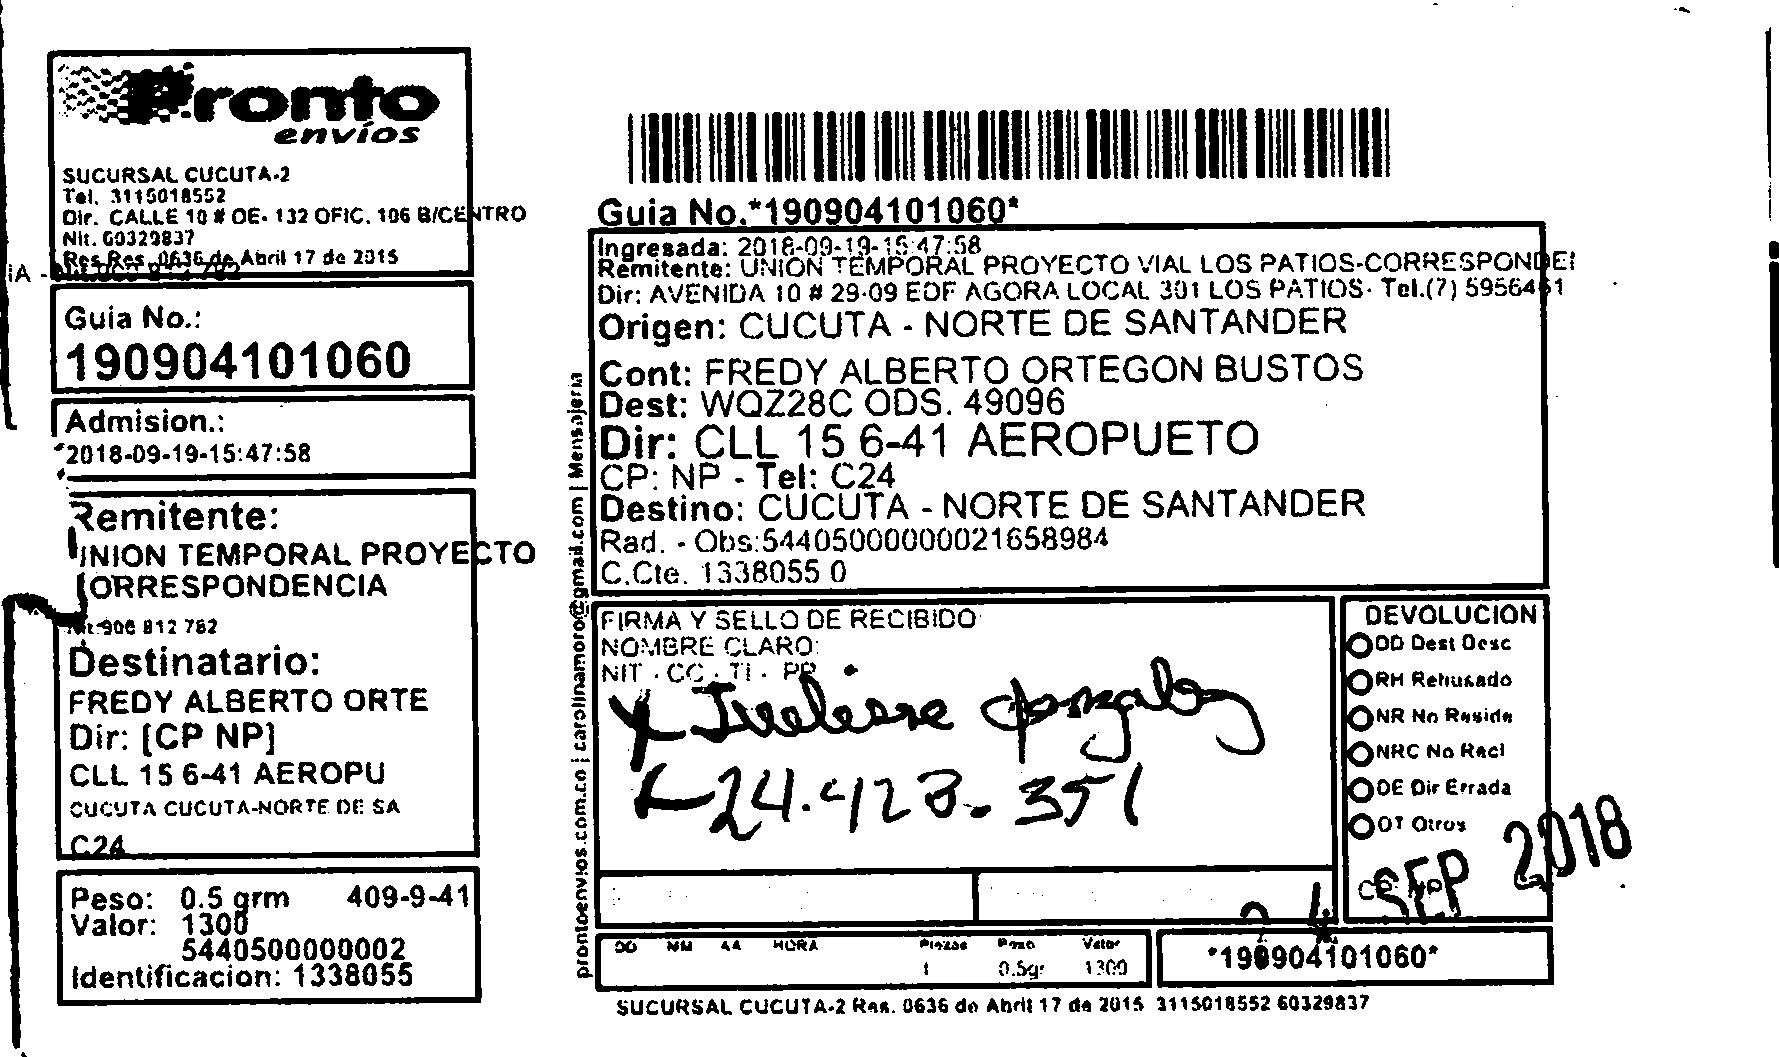 Pronto
envíos
SUCURSAL CUCUTA-2
Tel. 3115018552
Dir. CALLE 10 # OE- 132 OFIC. 106 B/CENTRO
Nit. 60329837
Res Res. 0636 de Abril 17 de 2015
Guia No.:
190904101060
Admision.:
2018-09-19-15:47:58
Remitente:
UNION TEMPORAL PROYECTO
CORRESPONDENCIA
Nit:900 812 782
Destinatario:
FREDY ALBERTO ORTE
Dir: [CP NP]
CLL 15 6-41 AEROPU
CUCUTA CUCUTA-NORTE DE SA
C24
Peso: 0.5 grm 409-9-41
Valor: 1300
5440500000002
Identificacion: 1338055
prontoenvios.com.co | carolinamoro@gmail.com | Mensajeria
Guia No.*190904101060*
Ingresada: 2018-09-19-15:47:58
Remitente: UNION TEMPORAL PROYECTO VIAL LOS PATIOS-CORRESPONDEI
Dir: AVENIDA 10 # 29-09 EDF AGORA LOCAL 301 LOS PATIOS- Tel.(7) 5956461
Origen: CUCUTA - NORTE DE SANTANDER
Cont: FREDY ALBERTO ORTEGON BUSTOS
Dest: WQZ28C ODS. 49096
Dir: CLL 15 6-41 AEROPUETO
CP: NP - Tel: C24
Destino: CUCUTA - NORTE DE SANTANDER
Rad. - Obs:54405000000021658984
C.Cte. 1338055 0
FIRMA Y SELLO DE RECIBIDO
NOMBRE CLARO:
NIT - CC - TI - PP
gonzalez
24.423.351
DEVOLUCION
DD Dest Desc
RH Rehusado
NR No Reside
NRC No Recl
DE Dir Errada
OT Otros
24 SEP 2018
DD MM AA HORA Piezas Peso Valor
1 0.5gr 1300
*190904101060*
SUCURSAL CUCUTA-2 Res. 0636 de Abril 17 de 2015 3115018552 60329837